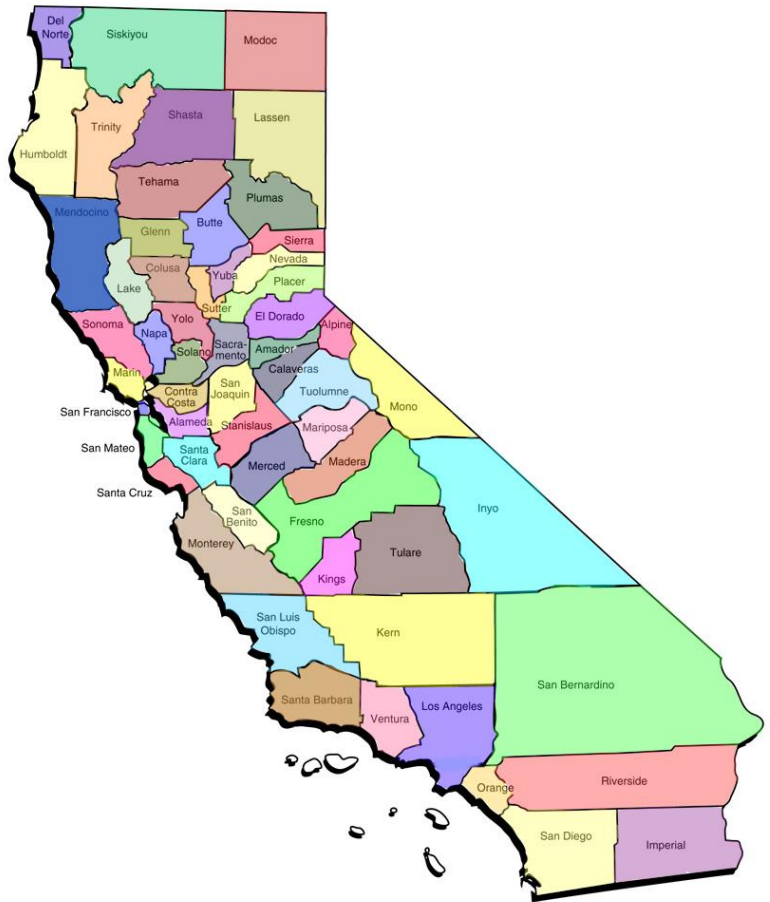 Del
Norte
Siskiyou
Modoc
Humboldt
Trinity
Shasta
Lassen
Tehama
Plumas
Mendocino
Glenn
Butte
Sierra
Nevada
Lake
Colusa
Yuba
Sutter
Placer
El Dorado
Sonoma
Napa
Yolo
Sacra-
mento
Amador
Alpine
Solano
Marin
Calaveras
Contra
Costa
San
Joaquin
Tuolumne
Mono
San Francisco
Alameda
Stanislaus
Mariposa
San Mateo
Santa
Clara
Merced
Madera
Santa Cruz
San
Benito
Fresno
Inyo
Monterey
Kings
Tulare
San Luis
Obispo
Kern
San Bernardino
Santa Barbara
Ventura
Los Angeles
Orange
Riverside
San Diego
Imperial